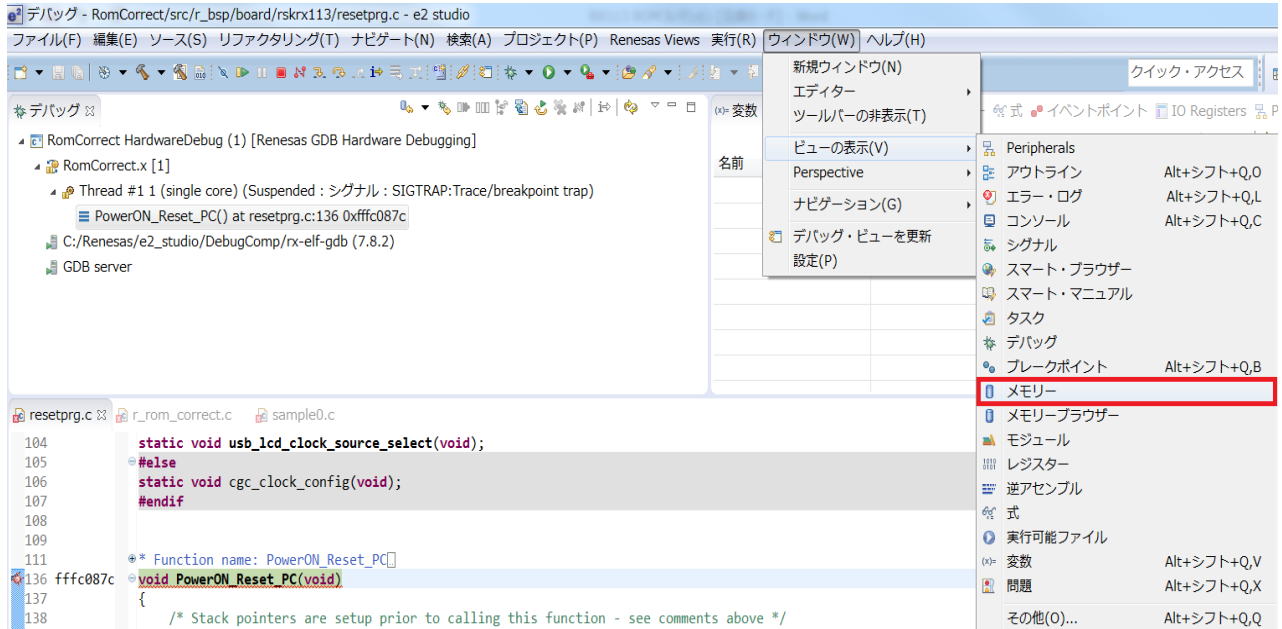 デバッグ - RomCorrect/src/r_bsp/board/rskrx113/resetprg.c - e2 studio
ファイル(F) 編集(E) ソース(S) リファクタリング(T) ナビゲート(N) 検索(A) プロジェクト(P) Renesas Views 実行(R) ウィンドウ(W) ヘルプ(H)
クイック・アクセス
デバッグ
RomCorrect HardwareDebug (1) [Renesas GDB Hardware Debugging]
RomCorrect.x [1]
Thread #1 1 (single core) (Suspended : シグナル : SIGTRAP:Trace/breakpoint trap)
PowerON_Reset_PC() at resetprg.c:136 0xfffc087c
C:/Renesas/e2_studio/DebugComp/rx-elf-gdb (7.8.2)
GDB server
(x)= 変数
名前
式 イベントポイント IO Registers P
新規ウィンドウ(N)
エディター
ツールバーの非表示(T)
ビューの表示(V)
Perspective
ナビゲーション(G)
デバッグ・ビューを更新
設定(P)
Peripherals
アウトライン Alt+シフト+Q,O
エラー・ログ Alt+シフト+Q,L
コンソール Alt+シフト+Q,C
シグナル
スマート・ブラウザー
スマート・マニュアル
タスク
デバッグ
ブレークポイント Alt+シフト+Q,B
メモリー
メモリーブラウザー
モジュール
レジスター
逆アセンブル
式
実行可能ファイル
(x)= 変数 Alt+シフト+Q,V
問題 Alt+シフト+Q,X
その他(O)... Alt+シフト+Q,Q
resetprg.c r_rom_correct.c sample0.c
104 static void usb_lcd_clock_source_select(void);
105 #else
106 static void cgc_clock_config(void);
107 #endif
108
109
111 * Function name: PowerON_Reset_PC
136 fffc087c void PowerON_Reset_PC(void)
137 {
138 /* Stack pointers are setup prior to calling this function - see comments above */